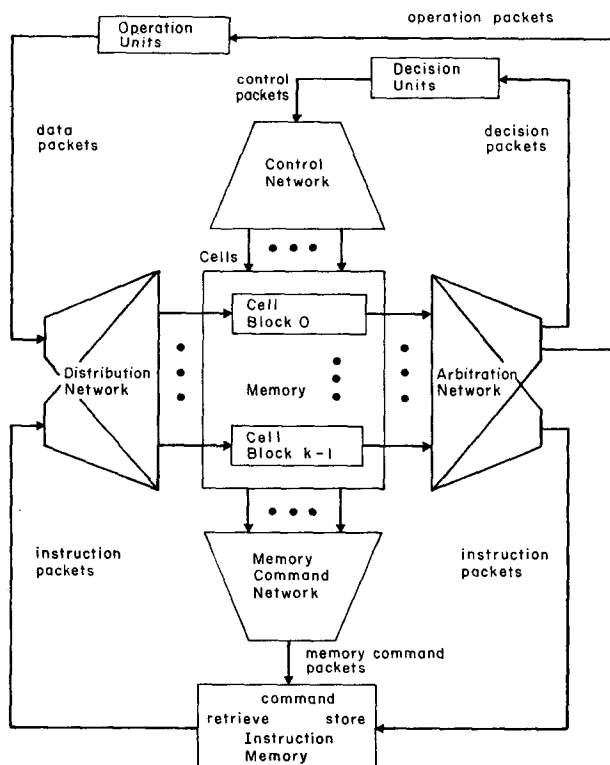 operation packets
Operation
Units
control
packets
Decision
Units
data
packets
decision
packets
Control
Network
Cells
Cell
Block 0
Distribution
Network
Memory
Arbitration
Network
Cell
Block k-1
instruction
packets
Memory
Command
Network
instruction
packets
memory command
packets
command
retrieve store
Instruction
Memory